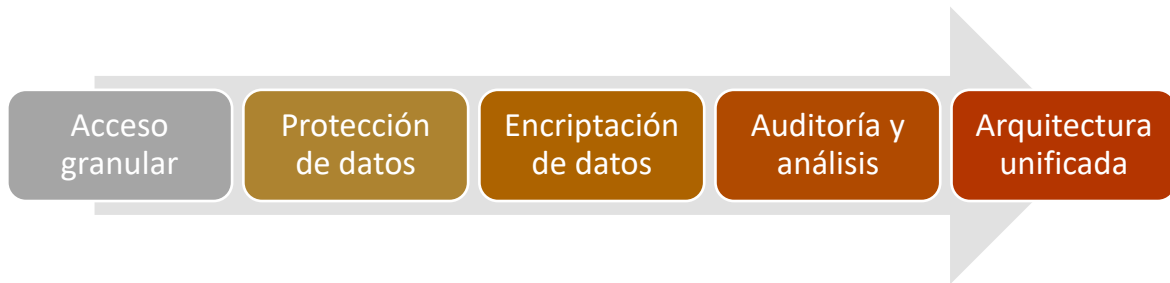 Acceso
granular
Protección
de datos
Encriptación
de datos
Auditoría y
análisis
Arquitectura
unificada